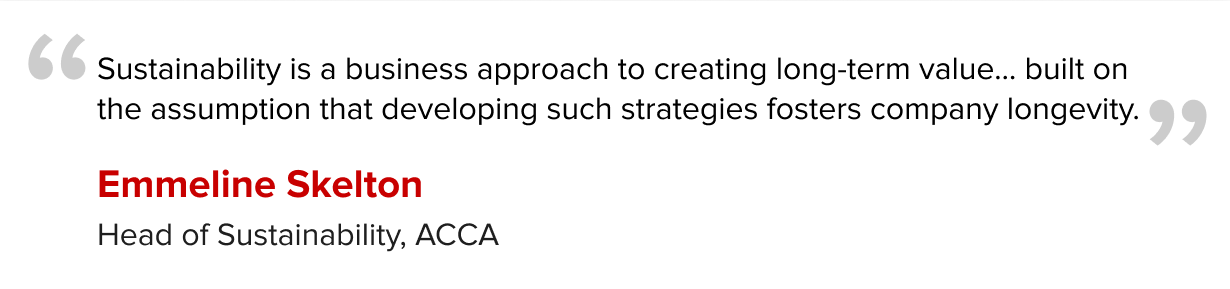 “Sustainability is a business approach to creating long-term value... built on
the assumption that developing such strategies fosters company longevity.”
Emmeline Skelton
Head of Sustainability, ACCA